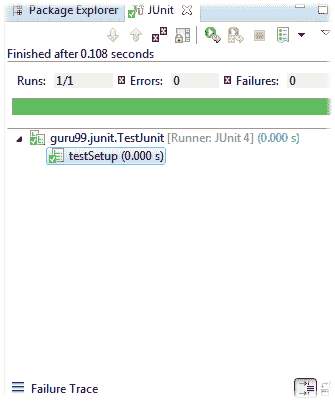 Package Explorer JUnit
Finished after 0.108 seconds
Runs: 1/1 Errors: 0 Failures: 0
guru99.junit.TestJunit [Runner: JUnit 4] (0.000 s)
testSetup (0.000 s)
Failure Trace